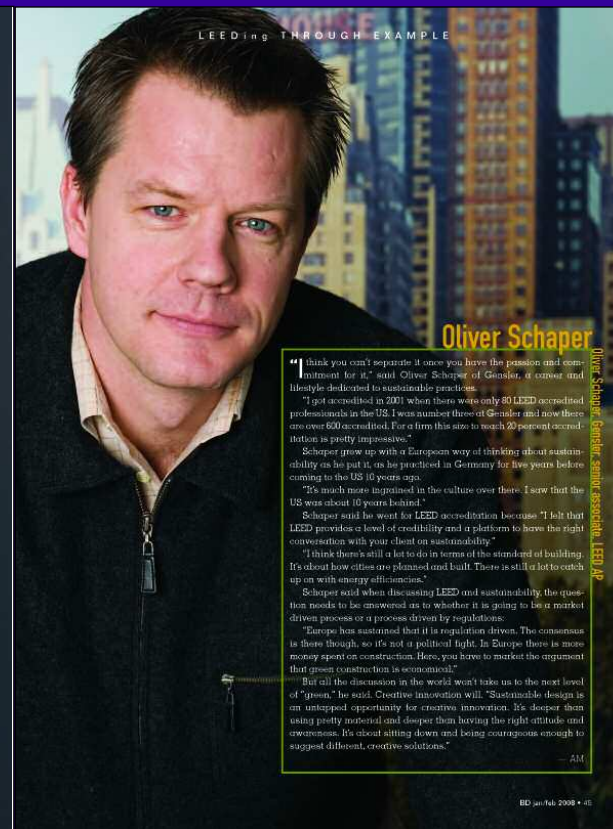 LEEDing THROUGH EXAMPLE
Oliver Schaper
“I think you can't separate it once you have the passion and com-
mitment for it," said Oliver Schaper of Gensler, a career and
lifestyle dedicated to sustainable practices.
"I got accredited in 2001 when there were only 80 LEED accredited
professionals in the US. I was number three at Gensler and now there
are over 600 accredited. For a firm this size to reach 20 percent accred-
itation is pretty impressive."
Schaper grew up with a European way of thinking about sustain-
ability as he put it, as he practiced in Germany for five years before
coming to the US 10 years ago.
"It's much more ingrained in the culture over there. I saw that the
US was about 10 years behind."
Schaper said he went for LEED accreditation because "I felt that
LEED provides a level of credibility and a platform to have the right
conversation with your client on sustainability."
"I think there's still a lot to do in terms of the standard of building.
It's about how cities are planned and built. There is still a lot to catch
up on with energy efficiencies."
Schaper said when discussing LEED and sustainability, the ques-
tion needs to be answered as to whether it is going to be a market
driven process or a process driven by regulations:
"Europe has sustained that it is regulation driven. The consensus
is there though, so it's not a political fight. In Europe there is more
money spent on construction. Here, you have to market the argument
that green construction is economical."
But all the discussion in the world won't take us to the next level
of "green," he said. Creative innovation will. "Sustainable design is
an untapped opportunity for creative innovation. It's deeper than
using pretty material and deeper than having the right attitude and
awareness. It's about sitting down and being courageous enough to
suggest different, creative solutions."
— AM
Oliver Schaper, Gensler, senior associate, LEED AP
BD jan/feb 2008 • 45